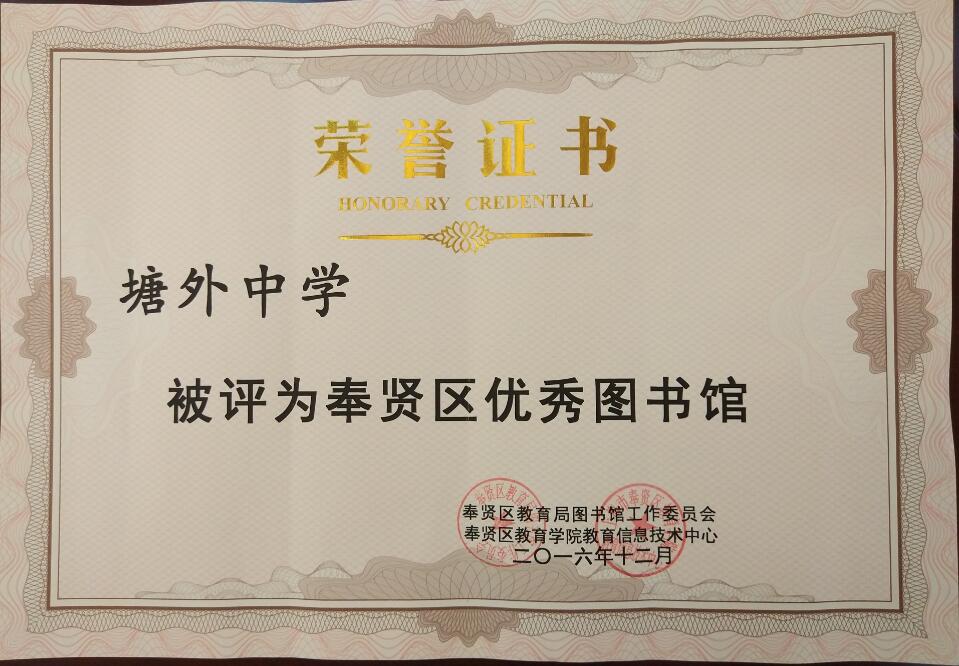 荣誉证书
HONORARY CREDENTIAL
塘外中学
被评为奉贤区优秀图书馆
奉贤区教育局图书馆工作委员会
奉贤区教育学院教育信息技术中心
二〇一六年十二月